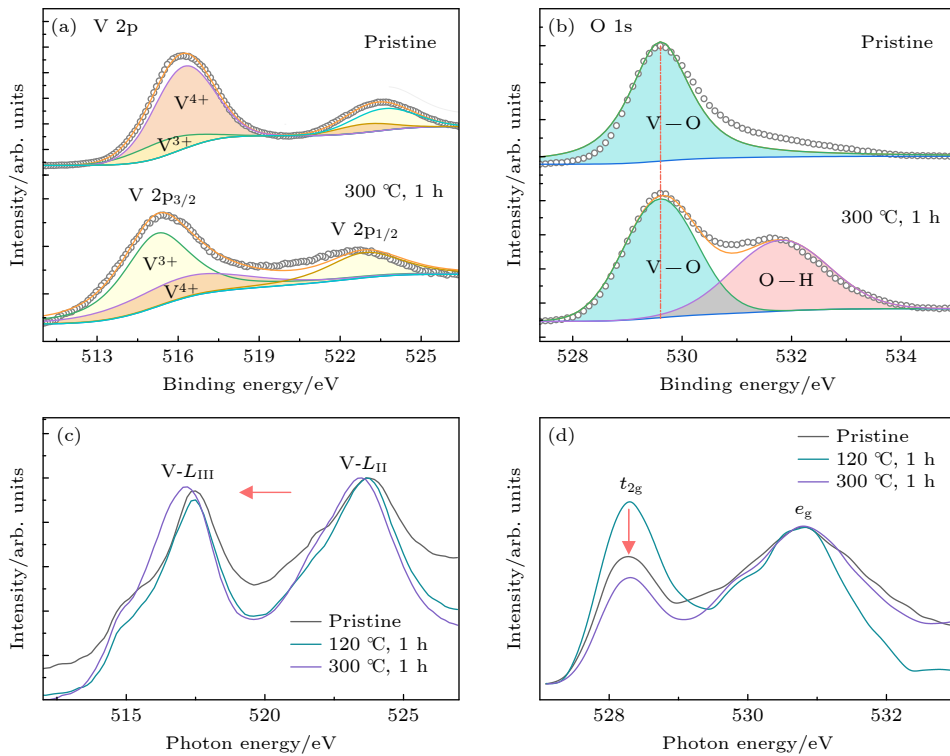 (a) V 2p
Pristine
V⁴⁺
V³⁺
300 ℃, 1 h
V 2p₃/₂
V 2p₁/₂
V³⁺
V⁴⁺
Intensity/arb. units
513 516 519 522 525
Binding energy/eV
(b) O 1s
Pristine
V—O
300 ℃, 1 h
V—O
O—H
Intensity/arb. units
528 530 532 534
Binding energy/eV
(c)
V-L_III
V-L_II
Pristine
120 ℃, 1 h
300 ℃, 1 h
Intensity/arb. units
515 520 525
Photon energy/eV
(d)
Pristine
120 ℃, 1 h
300 ℃, 1 h
t₂g
e_g
Intensity/arb. units
528 530 532
Photon energy/eV